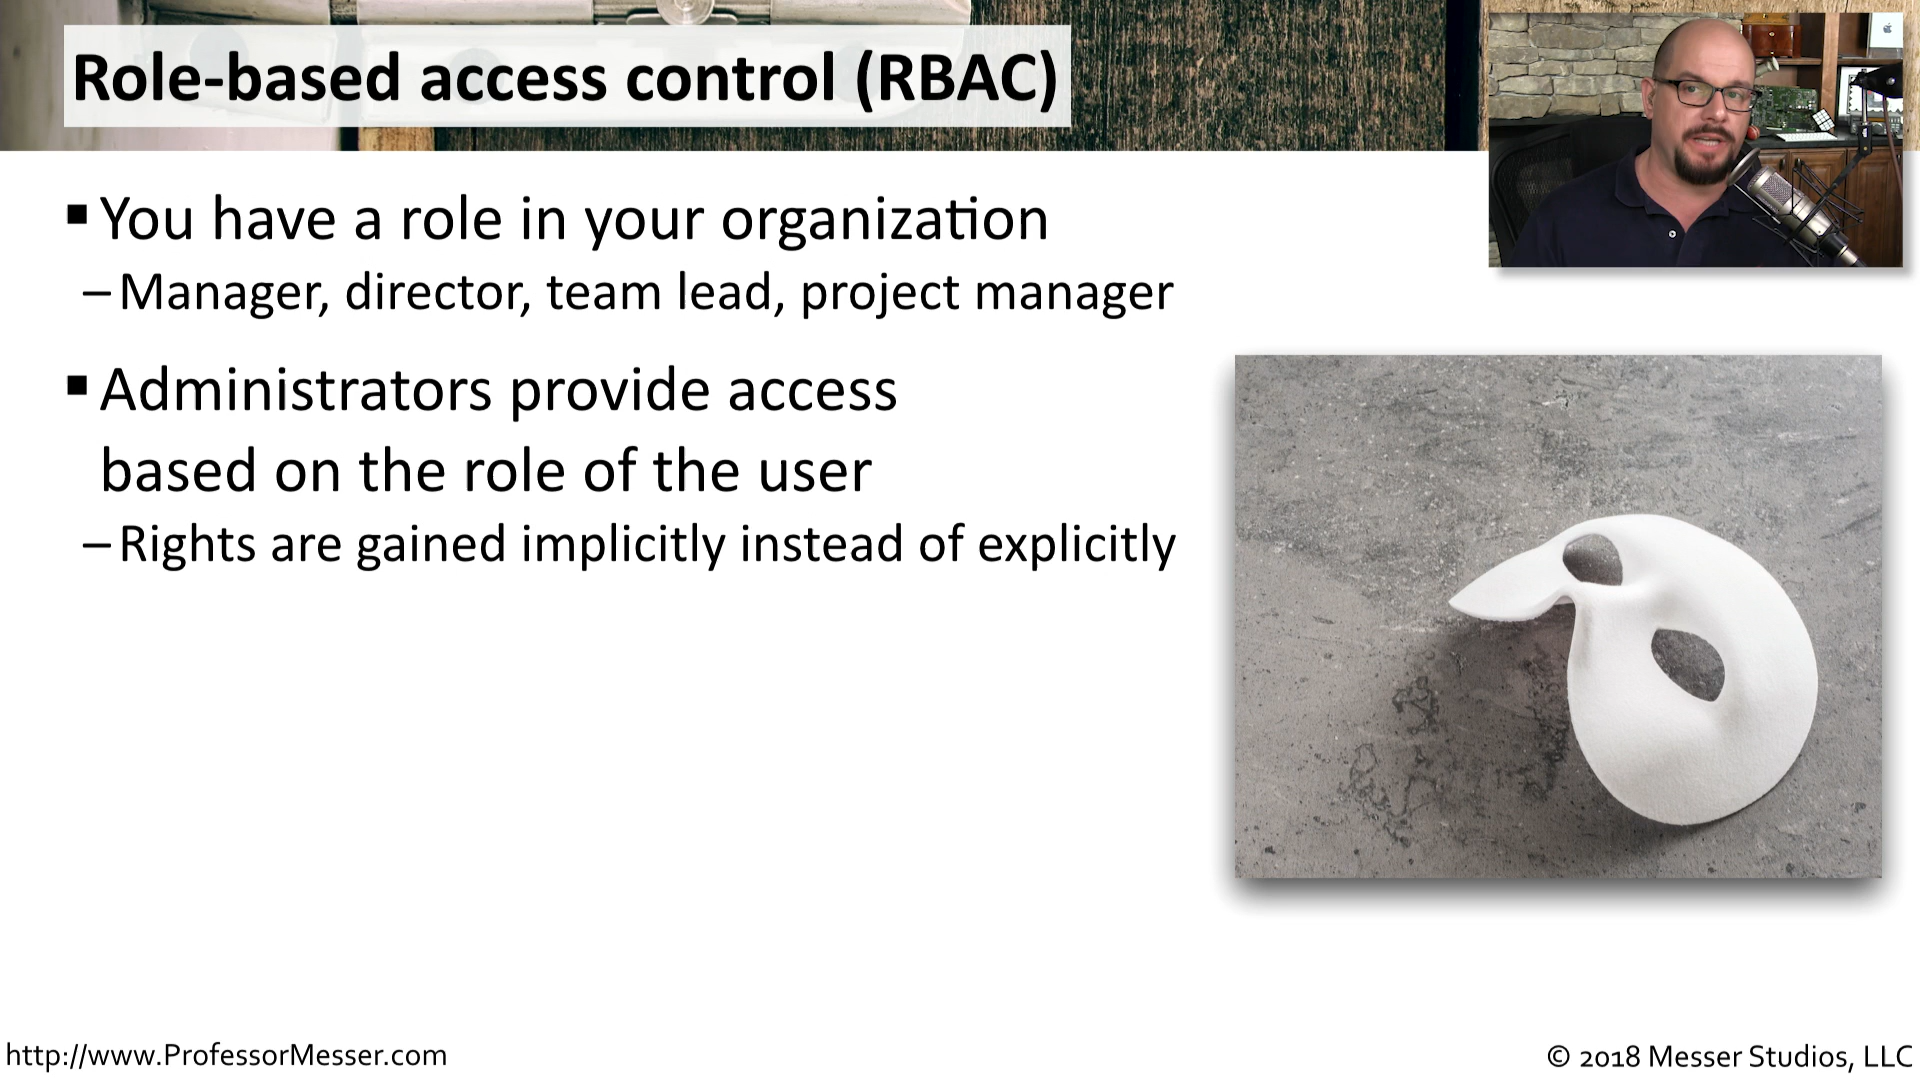 Role-based access control (RBAC)
▪ You have a role in your organization
– Manager, director, team lead, project manager
▪ Administrators provide access
based on the role of the user
– Rights are gained implicitly instead of explicitly
http://www.ProfessorMesser.com
© 2018 Messer Studios, LLC